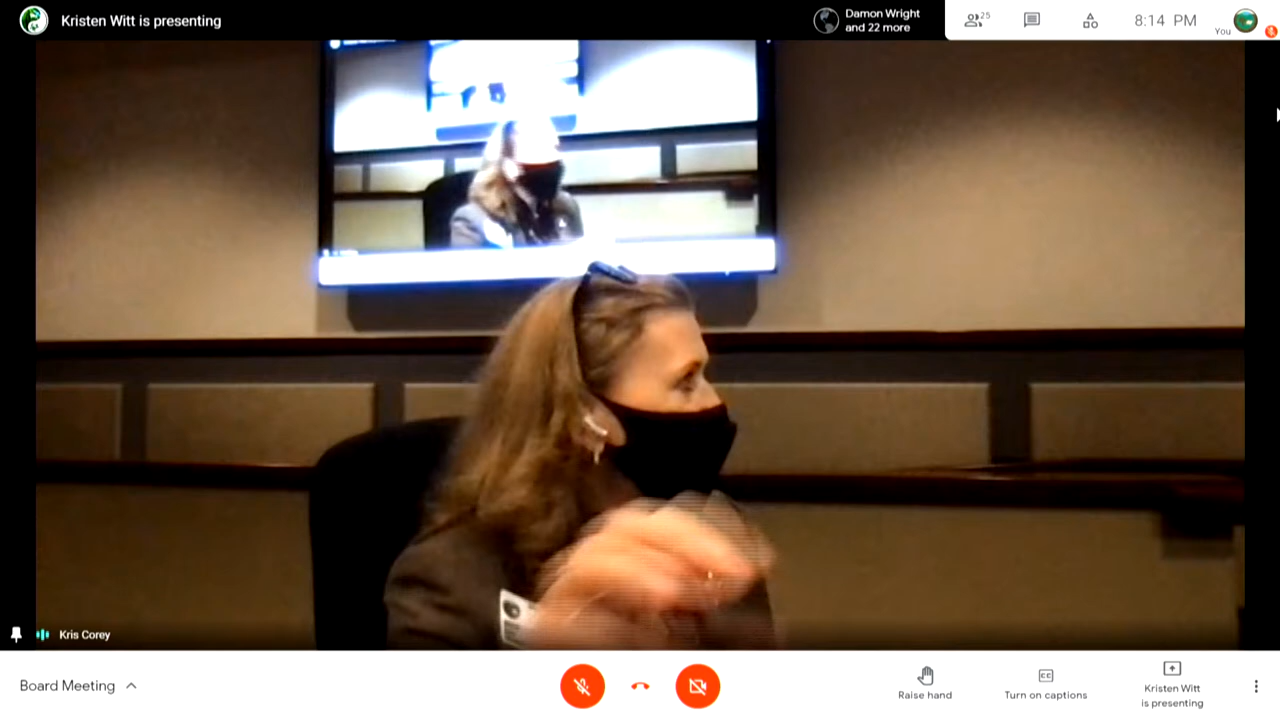 Kristen Witt is presenting
Damon Wright
and 22 more
25
8:14 PM
You
Kris Corey
Board Meeting
Raise hand
Turn on captions
Kristen Witt
is presenting